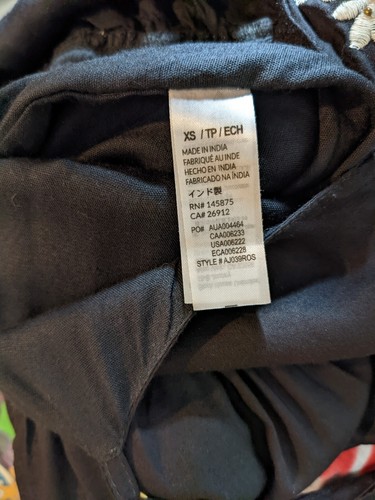 XS / TP / ECH
MADE IN INDIA
FABRIQUÉ AU INDE
HECHO EN INDIA
FABRICADO NA ÍNDIA
インド製
RN# 145875
CA# 26912
PO# AUA004464
CAA006233
USA006222
ECA006228
STYLE # AJ039ROS